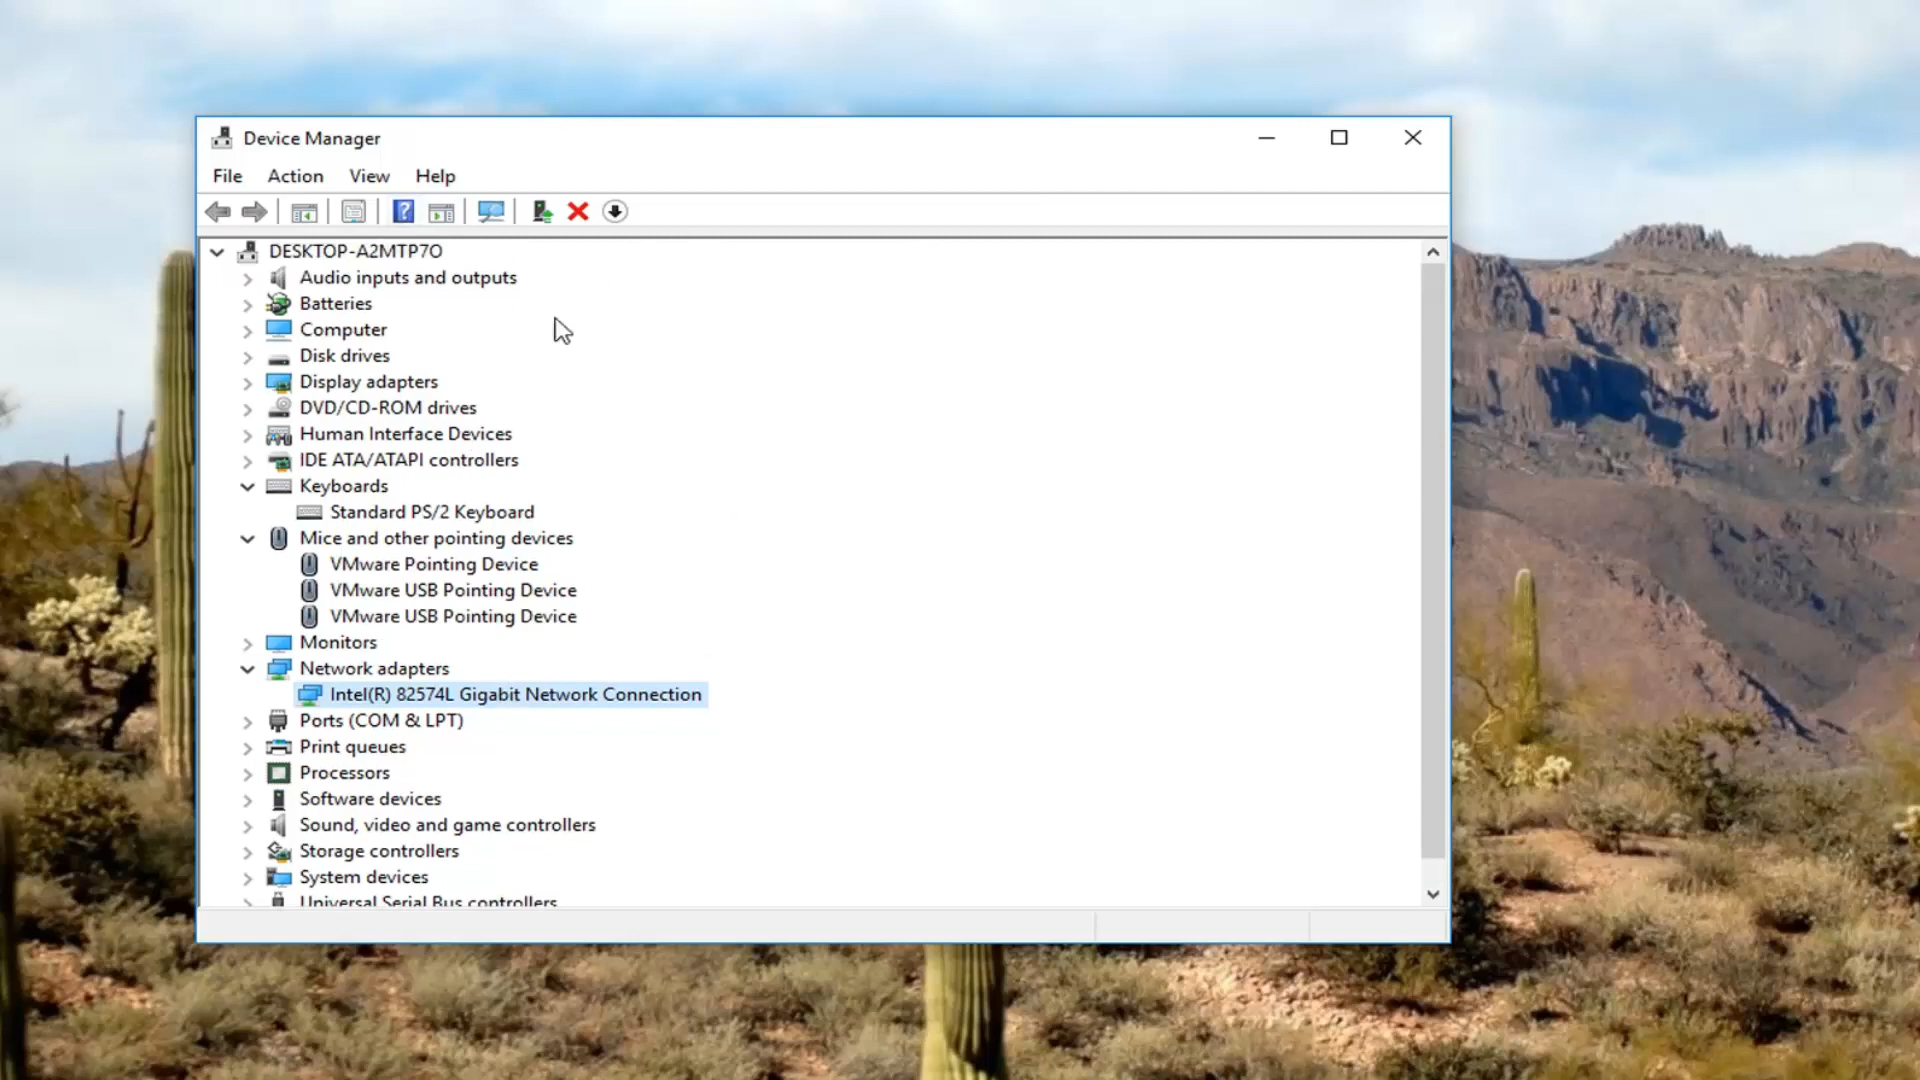 Device Manager
File Action View Help
DESKTOP-A2MTP7O
Audio inputs and outputs
Batteries
Computer
Disk drives
Display adapters
DVD/CD-ROM drives
Human Interface Devices
IDE ATA/ATAPI controllers
Keyboards
Standard PS/2 Keyboard
Mice and other pointing devices
VMware Pointing Device
VMware USB Pointing Device
VMware USB Pointing Device
Monitors
Network adapters
Intel(R) 82574L Gigabit Network Connection
Ports (COM & LPT)
Print queues
Processors
Software devices
Sound, video and game controllers
Storage controllers
System devices
Universal Serial Bus controllers